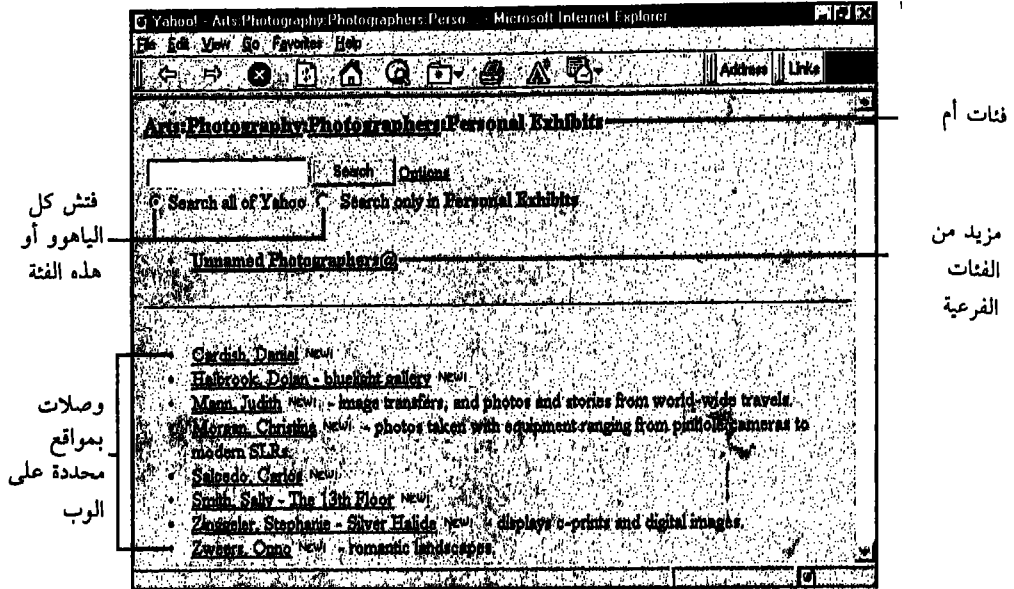 Yahoo! - Arts:Photography:Photographers:Perso... - Microsoft Internet Explorer
File Edit View Go Favorites Help
Address Links
Arts:Photography:Photographers:Personal Exhibits
فئات أم
Search Options
Search all of Yahoo Search only in Personal Exhibits
فتش كل
الياهوو أو
هذه الفئة
Unnamed Photographers@
مزيد من
الفئات
الفرعية
Cardish, Daniel NEW!
Halbrook, Dolan - bluelight gallery NEW!
Mann, Judith NEW! - image transfers, and photos and stories from world-wide travels.
Morgan, Christina NEW! - photos taken with equipment ranging from pinhole cameras to
modern SLRs.
Salcedo, Carlos NEW!
Smith, Sally - The 13th Floor NEW!
Stephanie - Silver Halide NEW! - displays c-prints and digital images.
Zweers, Onno NEW! - romantic landscapes.
وصلات
بمواقع
محددة على
الوب